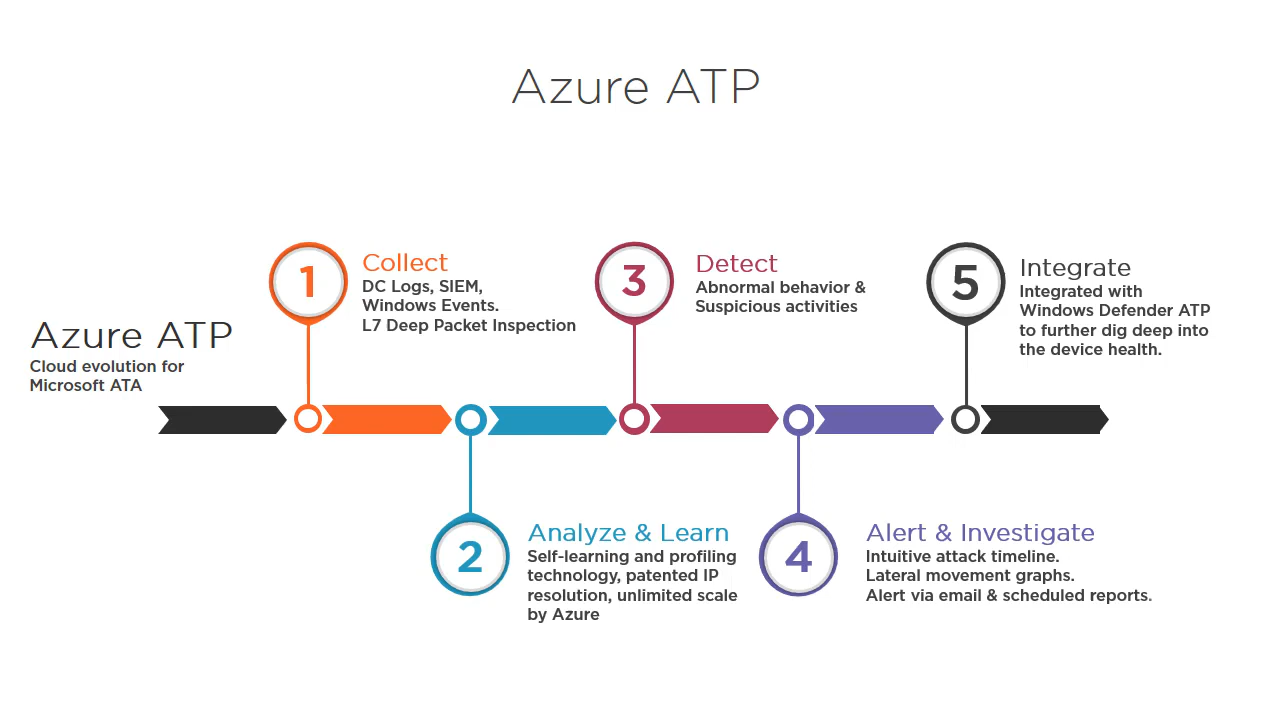 Azure ATP
Azure ATP
Cloud evolution for
Microsoft ATA
1
Collect
DC Logs, SIEM,
Windows Events.
L7 Deep Packet Inspection
2
Analyze & Learn
Self-learning and profiling
technology, patented IP
resolution, unlimited scale
by Azure
3
Detect
Abnormal behavior &
Suspicious activities
4
Alert & Investigate
Intuitive attack timeline.
Lateral movement graphs.
Alert via email & scheduled reports.
5
Integrate
Integrated with
Windows Defender ATP
to further dig deep into
the device health.